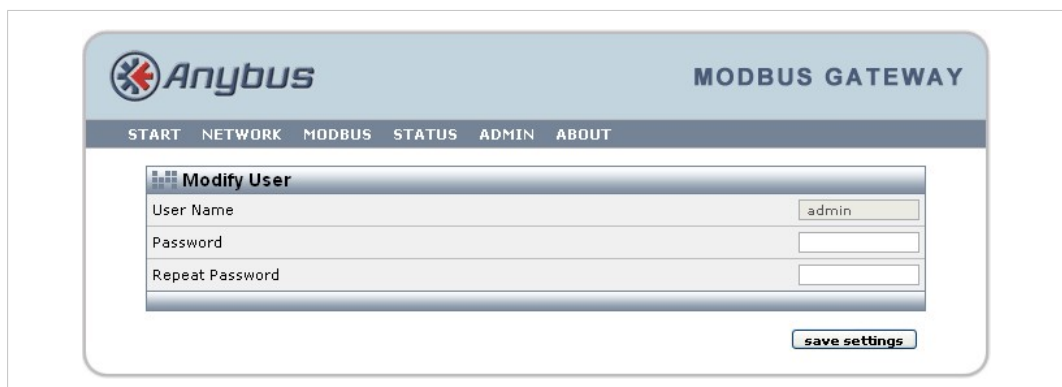 Anybus
MODBUS GATEWAY
START NETWORK MODBUS STATUS ADMIN ABOUT
Modify User
User Name admin
Password
Repeat Password
save settings